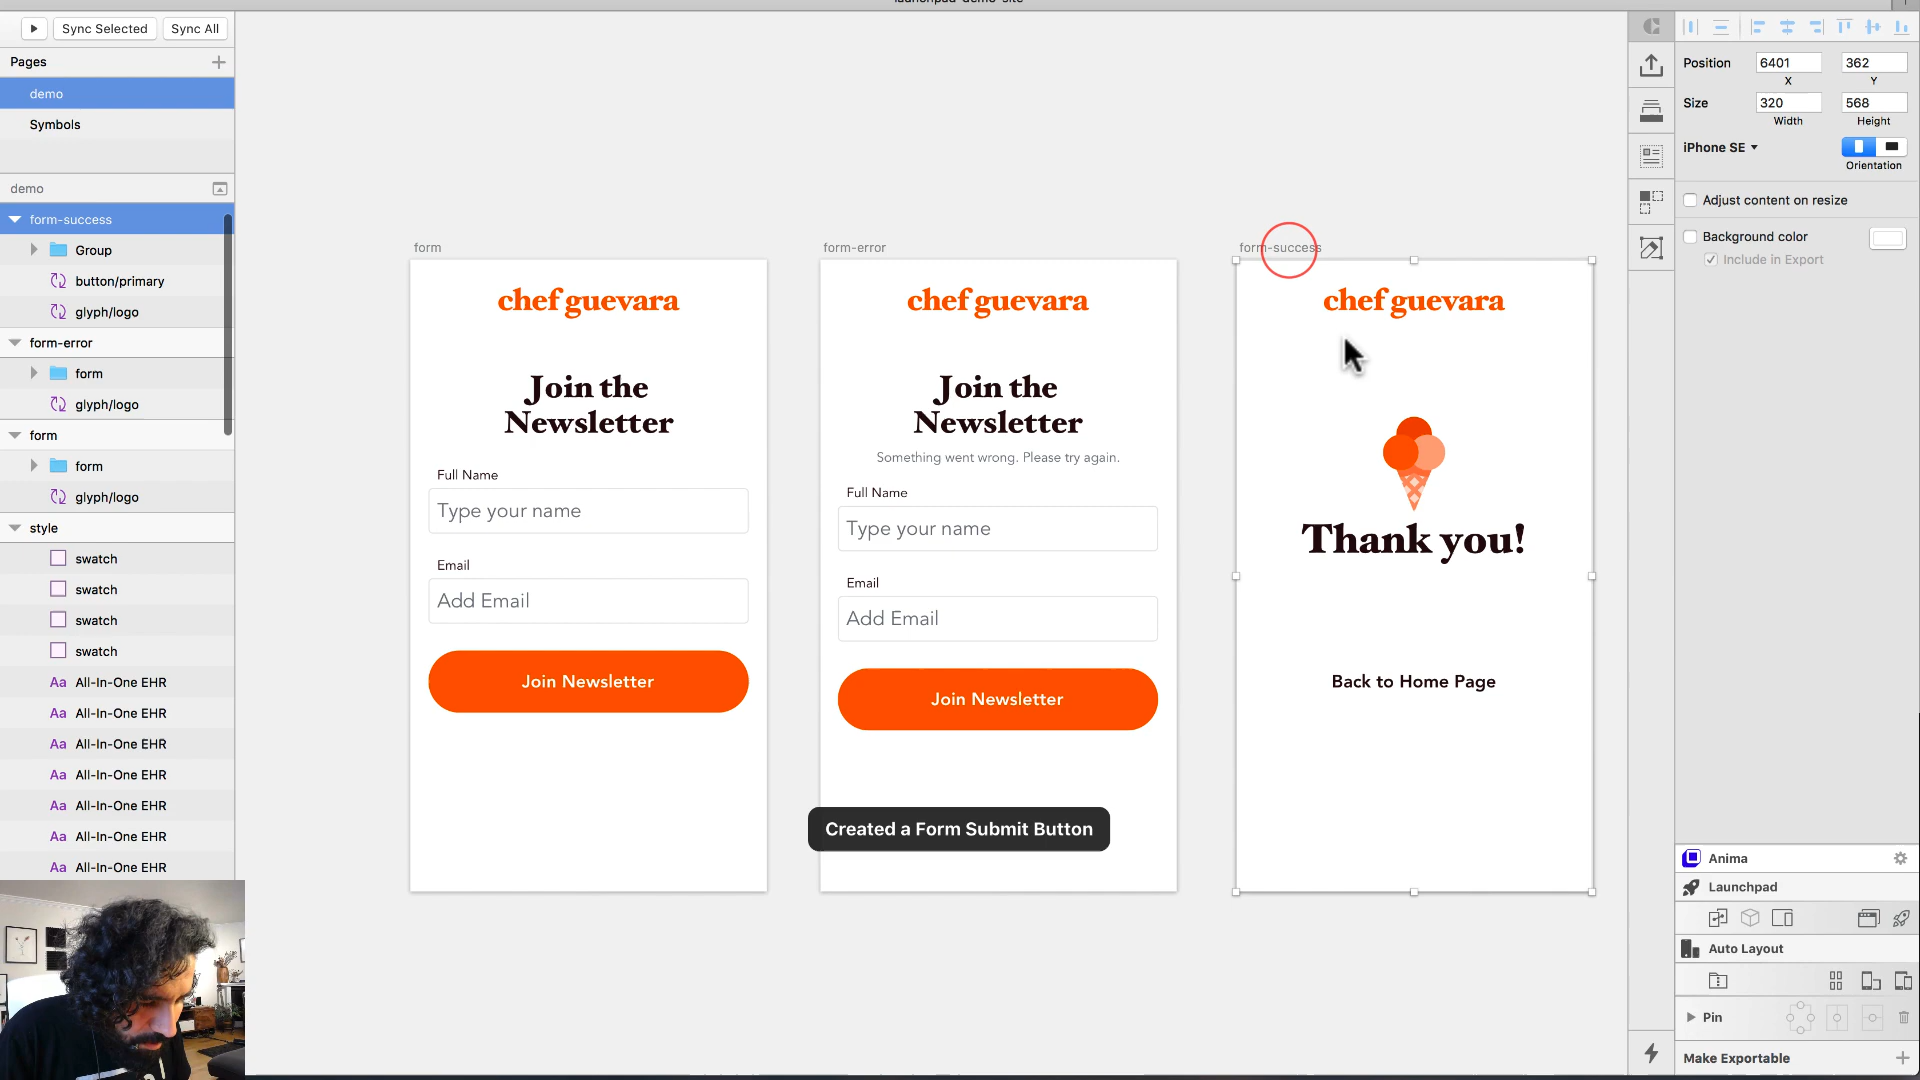 Sync Selected
Sync All
Pages
demo
Symbols
demo
form-success
Group
button/primary
glyph/logo
form-error
form
glyph/logo
form
form
glyph/logo
style
swatch
swatch
swatch
swatch
Aa All-In-One EHR
Aa All-In-One EHR
Aa All-In-One EHR
Aa All-In-One EHR
Aa All-In-One EHR
Aa All-In-One EHR
Aa All-In-One EHR
form
chef guevara
Join the
Newsletter
Full Name
Type your name
Email
Add Email
Join Newsletter
form-error
chef guevara
Join the
Newsletter
Something went wrong. Please try again.
Full Name
Type your name
Email
Add Email
Join Newsletter
Created a Form Submit Button
form-success
chef guevara
Thank you!
Back to Home Page
Position 6401 362
X Y
Size 320 568
Width Height
iPhone SE
Orientation
Adjust content on resize
Background color
Include in Export
Anima
Launchpad
Auto Layout
Pin
Make Exportable